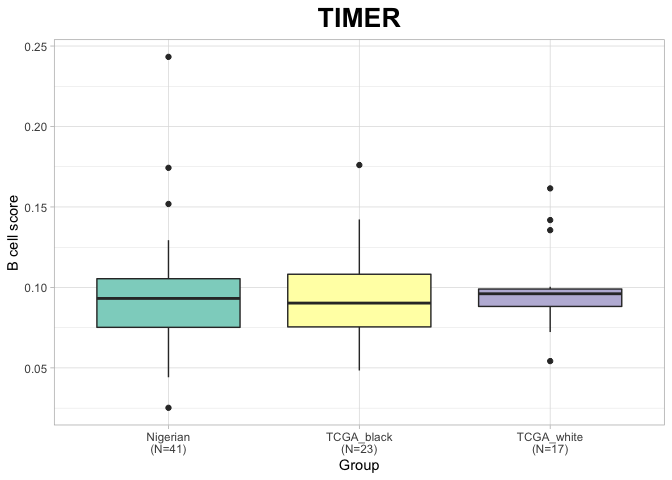 TIMER
0.25
0.20
0.15
0.10
0.05
B cell score
Nigerian
(N=41)
TCGA_black
(N=23)
TCGA_white
(N=17)
Group